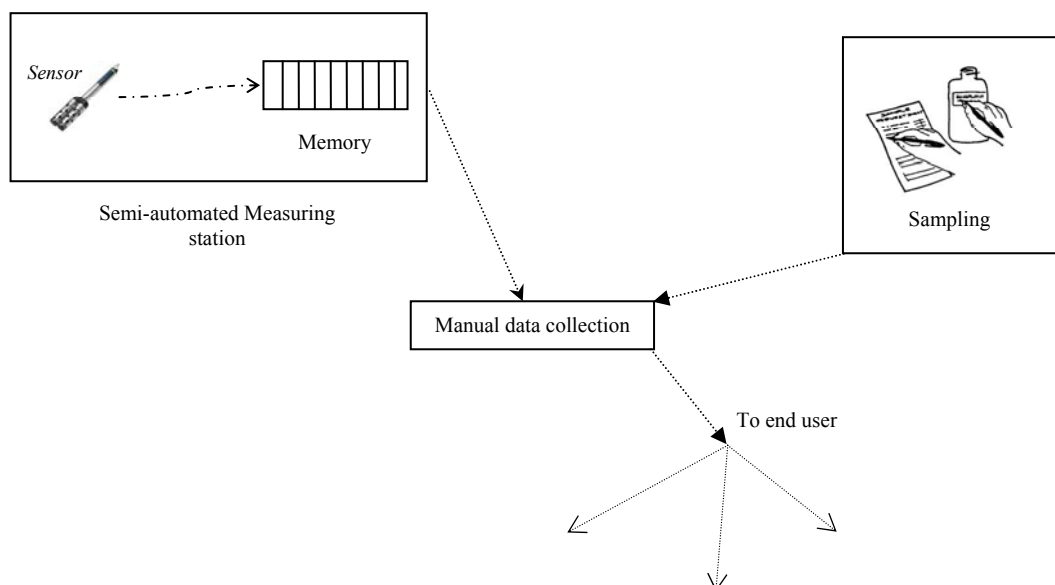 Sensor
Memory
Semi-automated Measuring
station
Sampling
Manual data collection
To end user